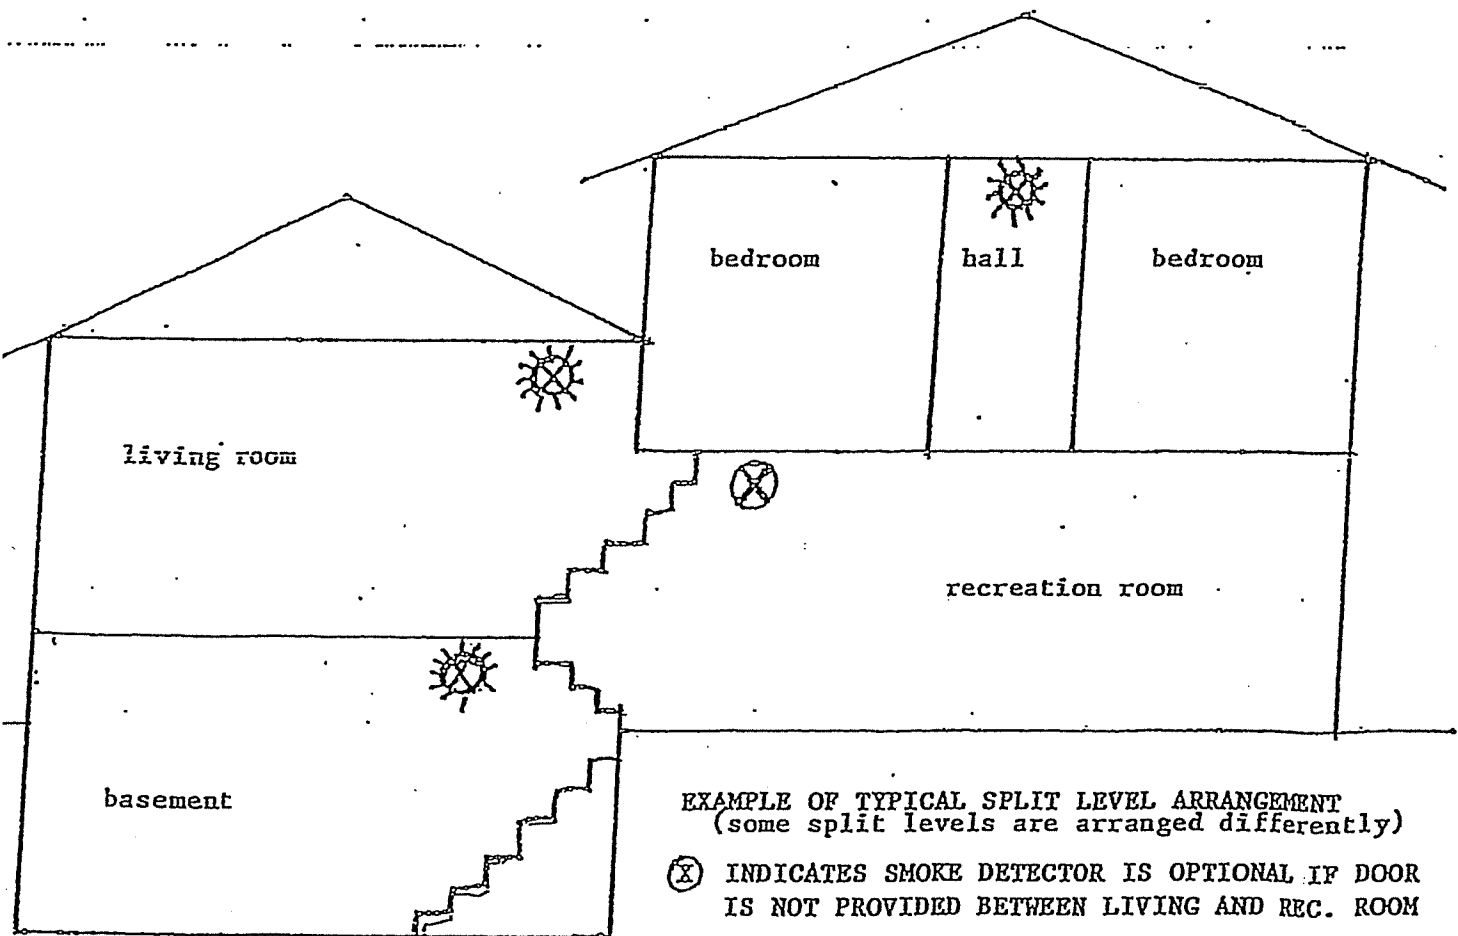 bedroom
hall
bedroom
living room
recreation room
basement
EXAMPLE OF TYPICAL SPLIT LEVEL ARRANGEMENT
(some split levels are arranged differently)
Ⓧ INDICATES SMOKE DETECTOR IS OPTIONAL IF DOOR
IS NOT PROVIDED BETWEEN LIVING AND REC. ROOM